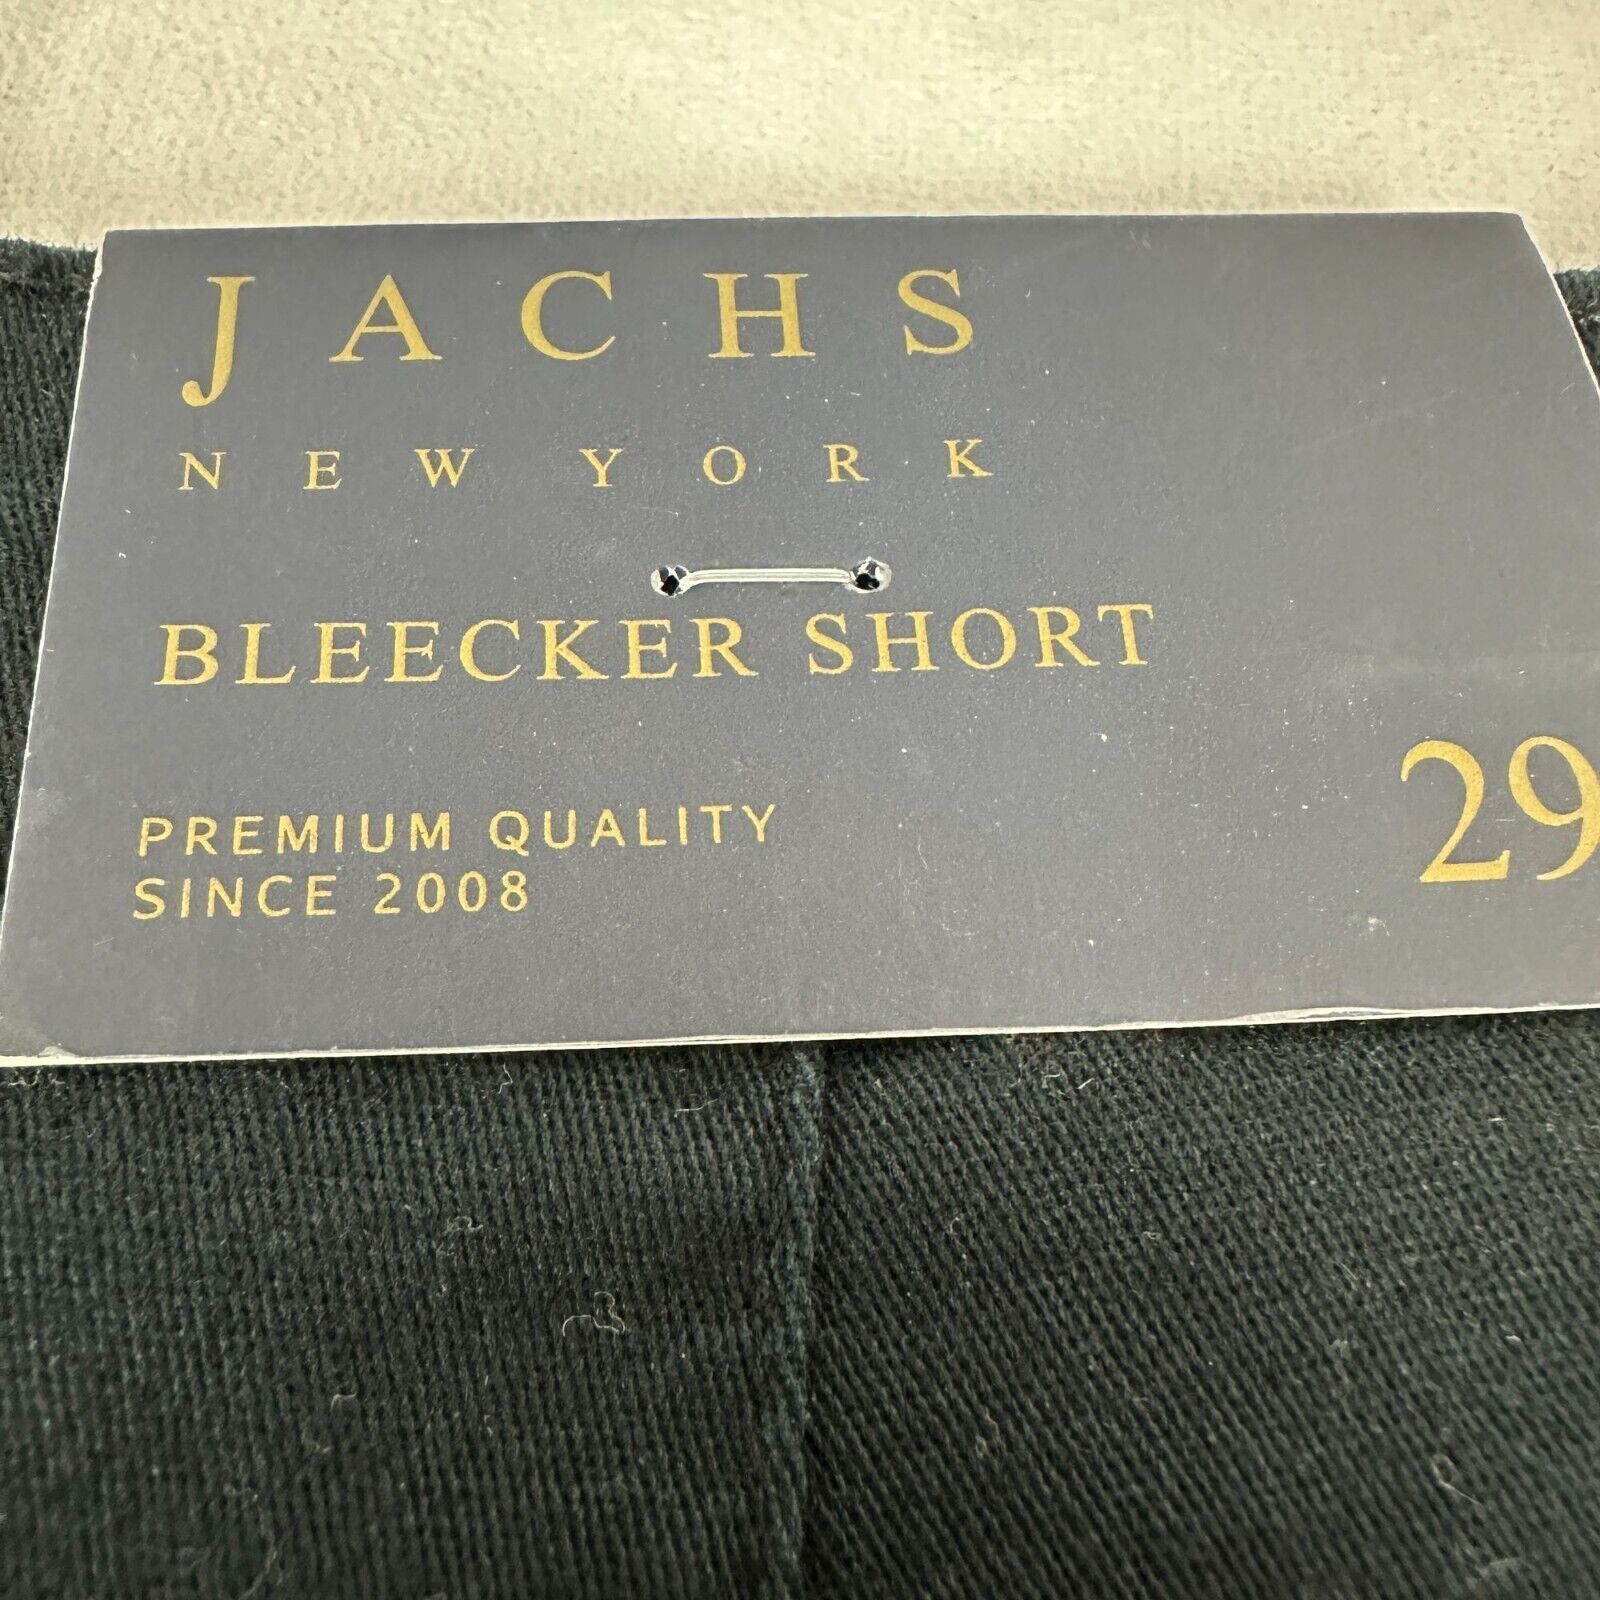 JACHS
NEW YORK
BLEECKER SHORT
29
PREMIUM QUALITY
SINCE 2008